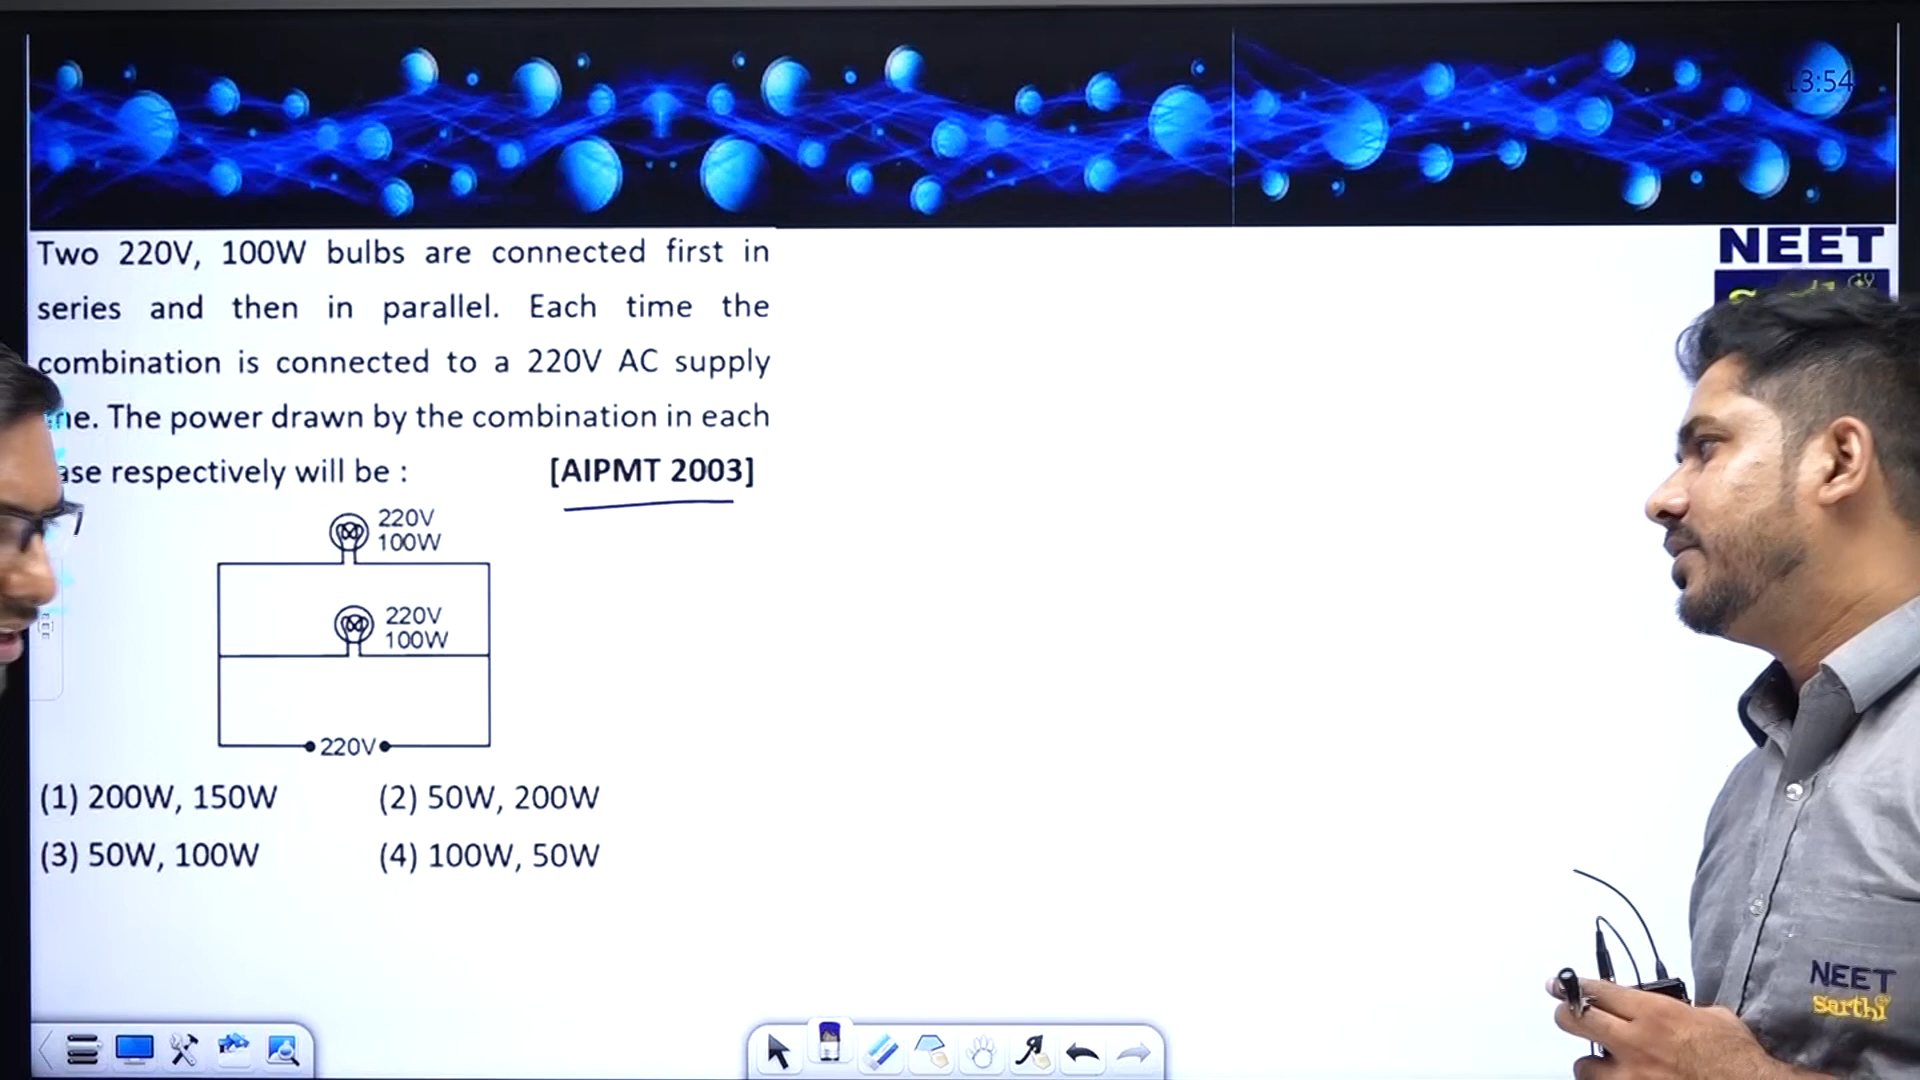 13:54
NEET
Two 220V, 100W bulbs are connected first in
series and then in parallel. Each time the
combination is connected to a 220V AC supply
The power drawn by the combination in each
respectively will be :
[AIPMT 2003]
220V
100W
220V
100W
220V
(1) 200W, 150W
(2) 50W, 200W
(3) 50W, 100W
(4) 100W, 50W
NEET
Sarthi